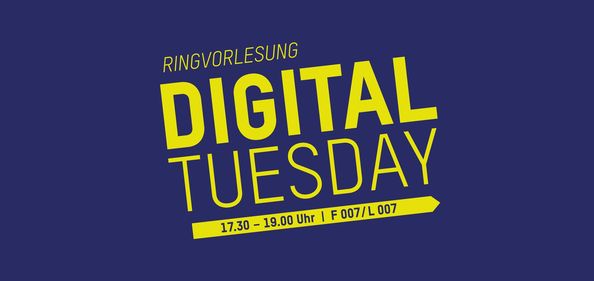 RINGVORLESUNG
DIGITAL
TUESDAY
17.30 – 19.00 Uhr | F 007/L 007